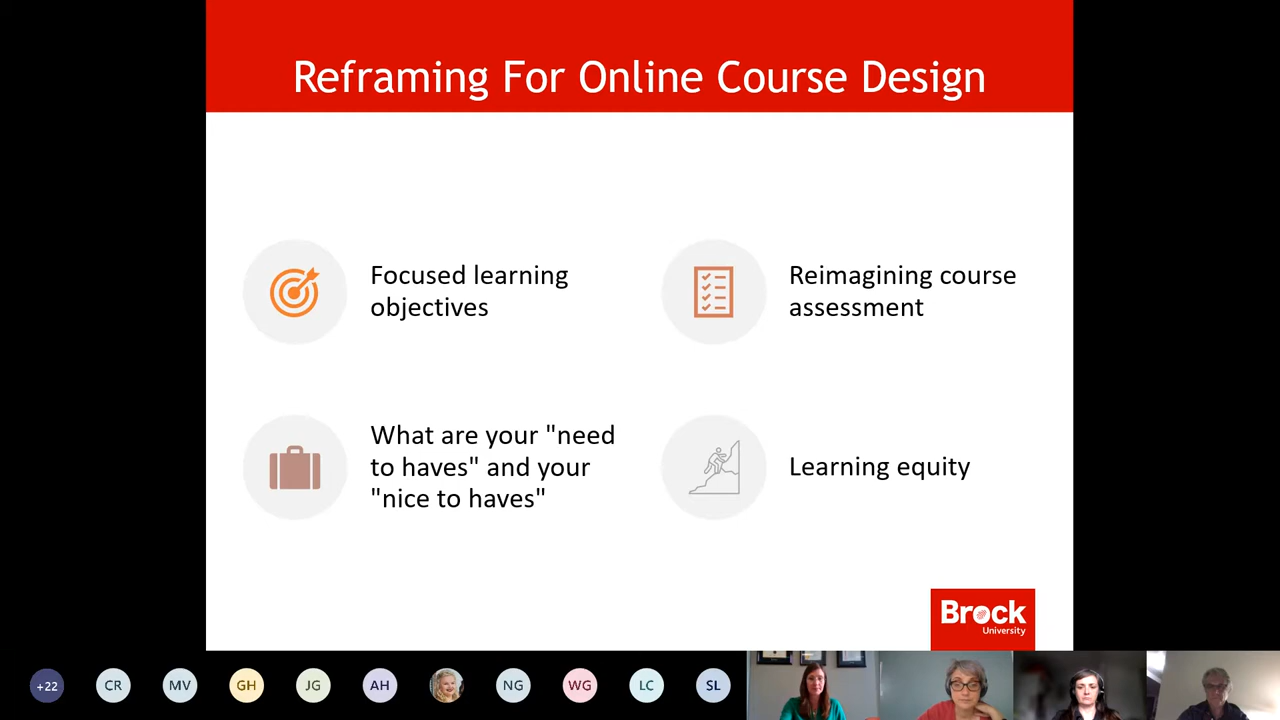 Reframing For Online Course Design
Focused learning
objectives
Reimagining course
assessment
What are your "need
to haves" and your
"nice to haves"
Learning equity
Brock
University
+22
CR
MV
GH
JG
AH
NG
WG
LC
SL